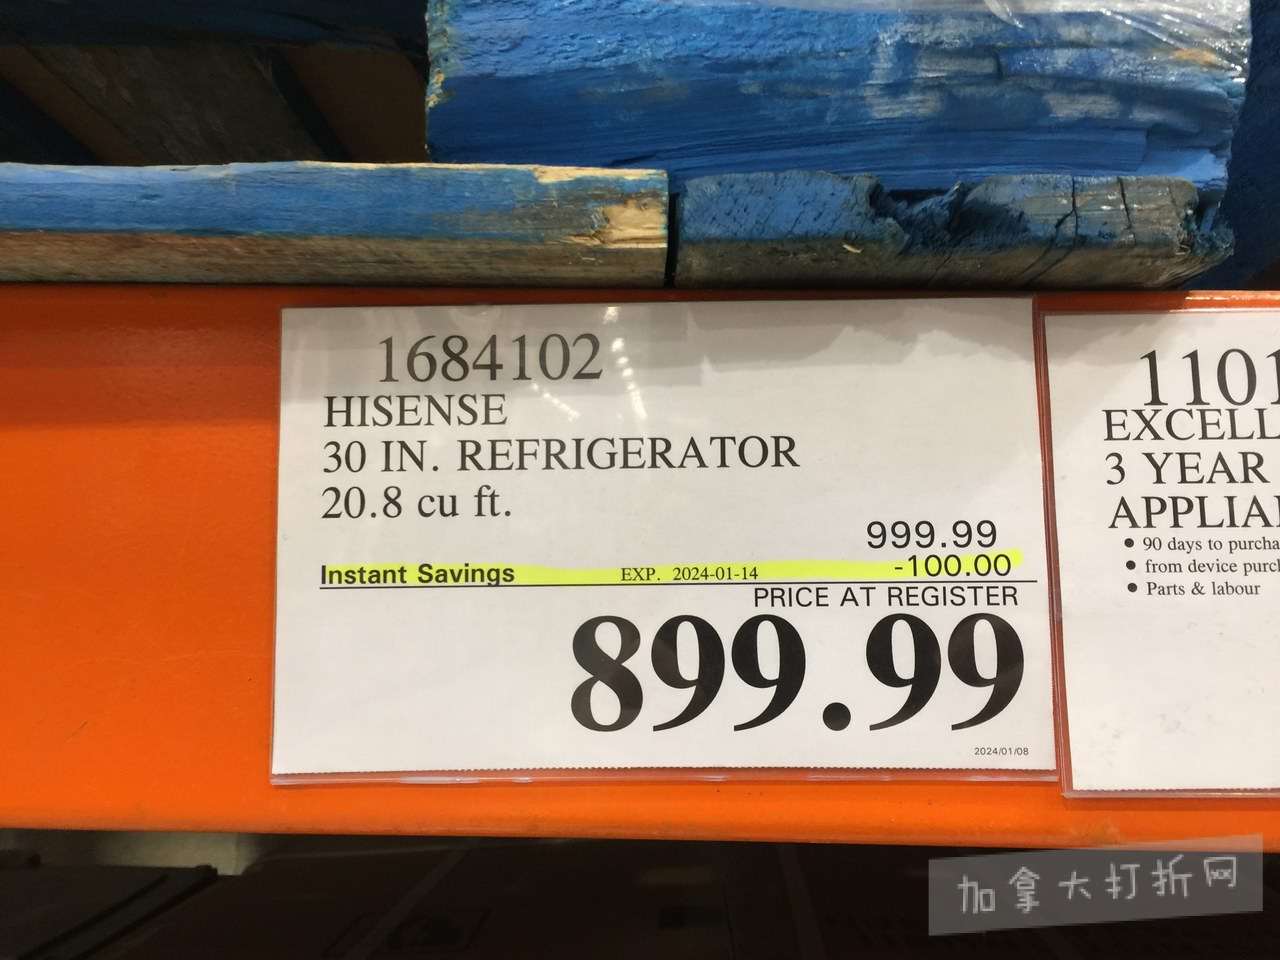 1684102
HISENSE
30 IN. REFRIGERATOR
20.8 cu ft.
999.99
Instant Savings EXP. 2024-01-14 -100.00
PRICE AT REGISTER
899.99
2024/01/08
1101
EXCELL
3 YEAR
APPLIA
• 90 days to purcha
• from device purch
• Parts & labour
加拿大打折网